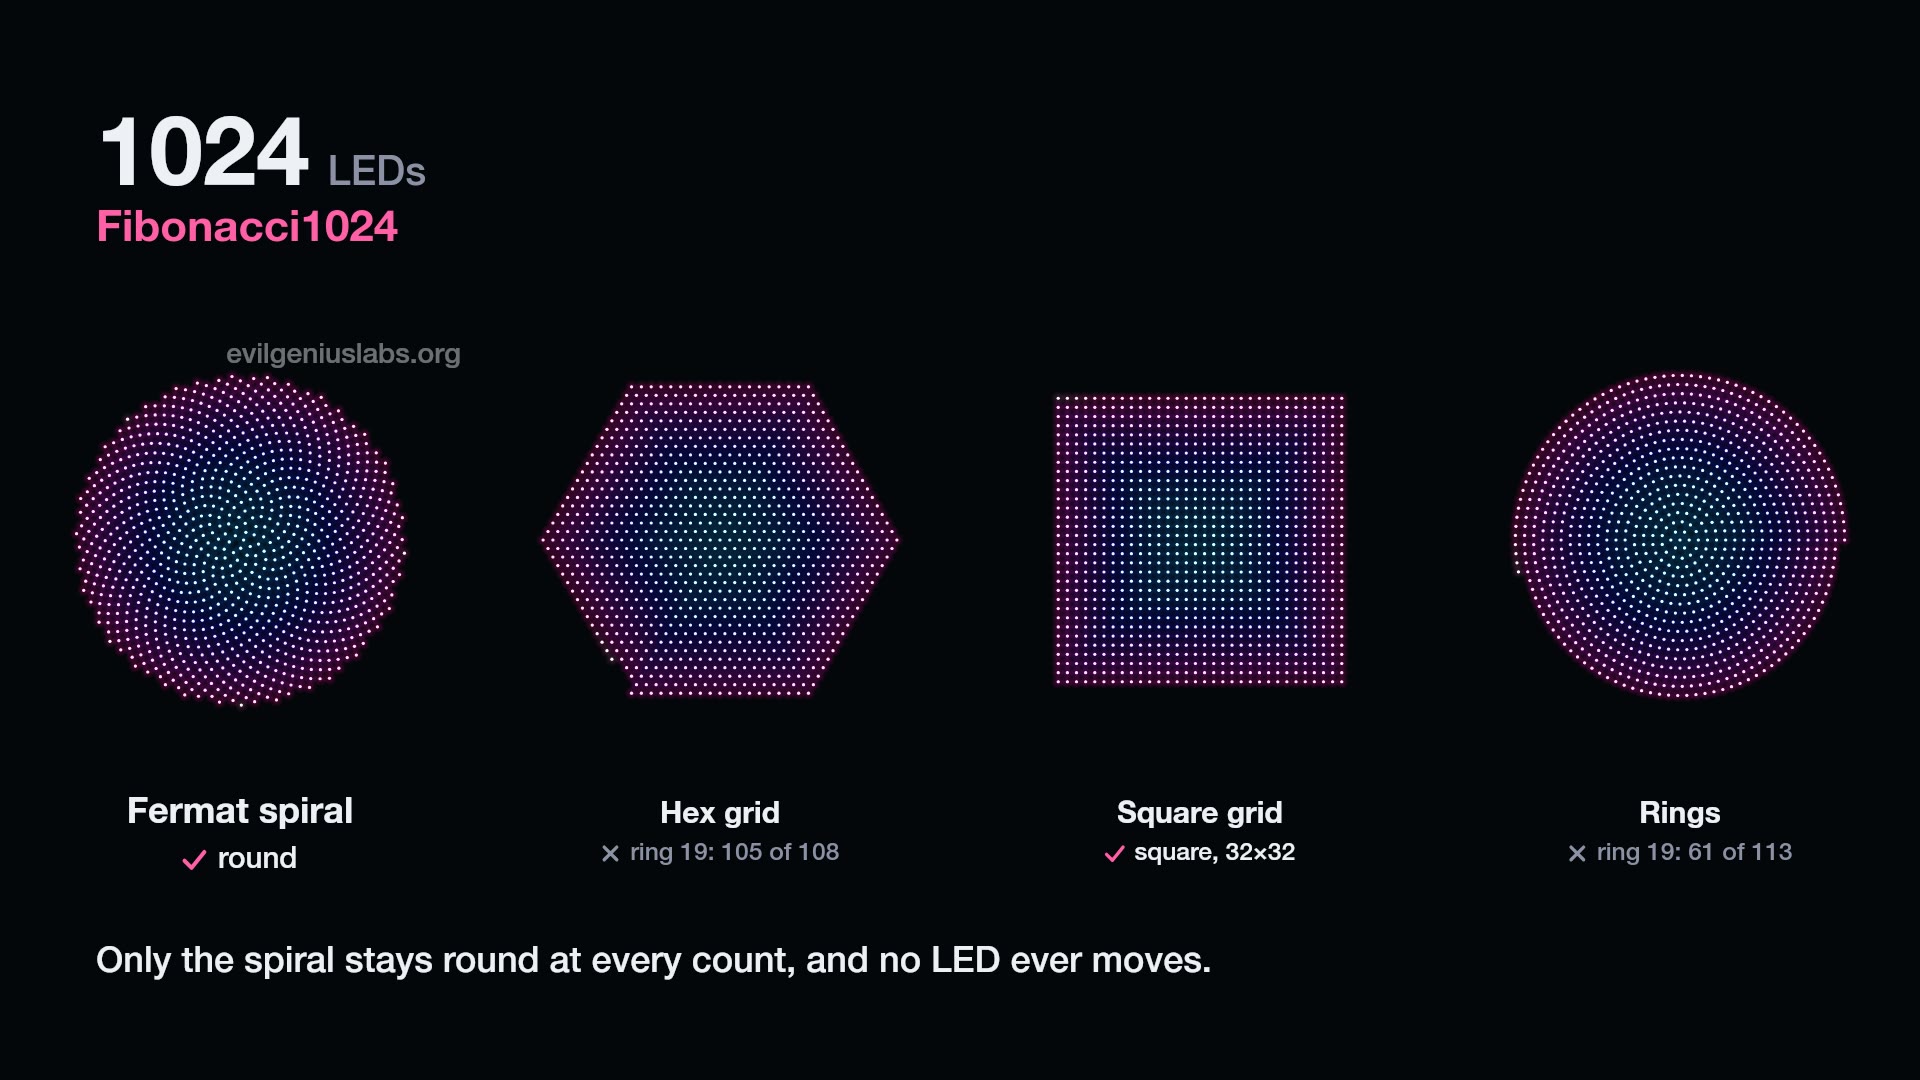 1024 LEDs
Fibonacci1024
evilgeniuslabs.org
Fermat spiral
✓ round
Hex grid
✕ ring 19: 105 of 108
Square grid
✓ square, 32×32
Rings
✕ ring 19: 61 of 113
Only the spiral stays round at every count, and no LED ever moves.